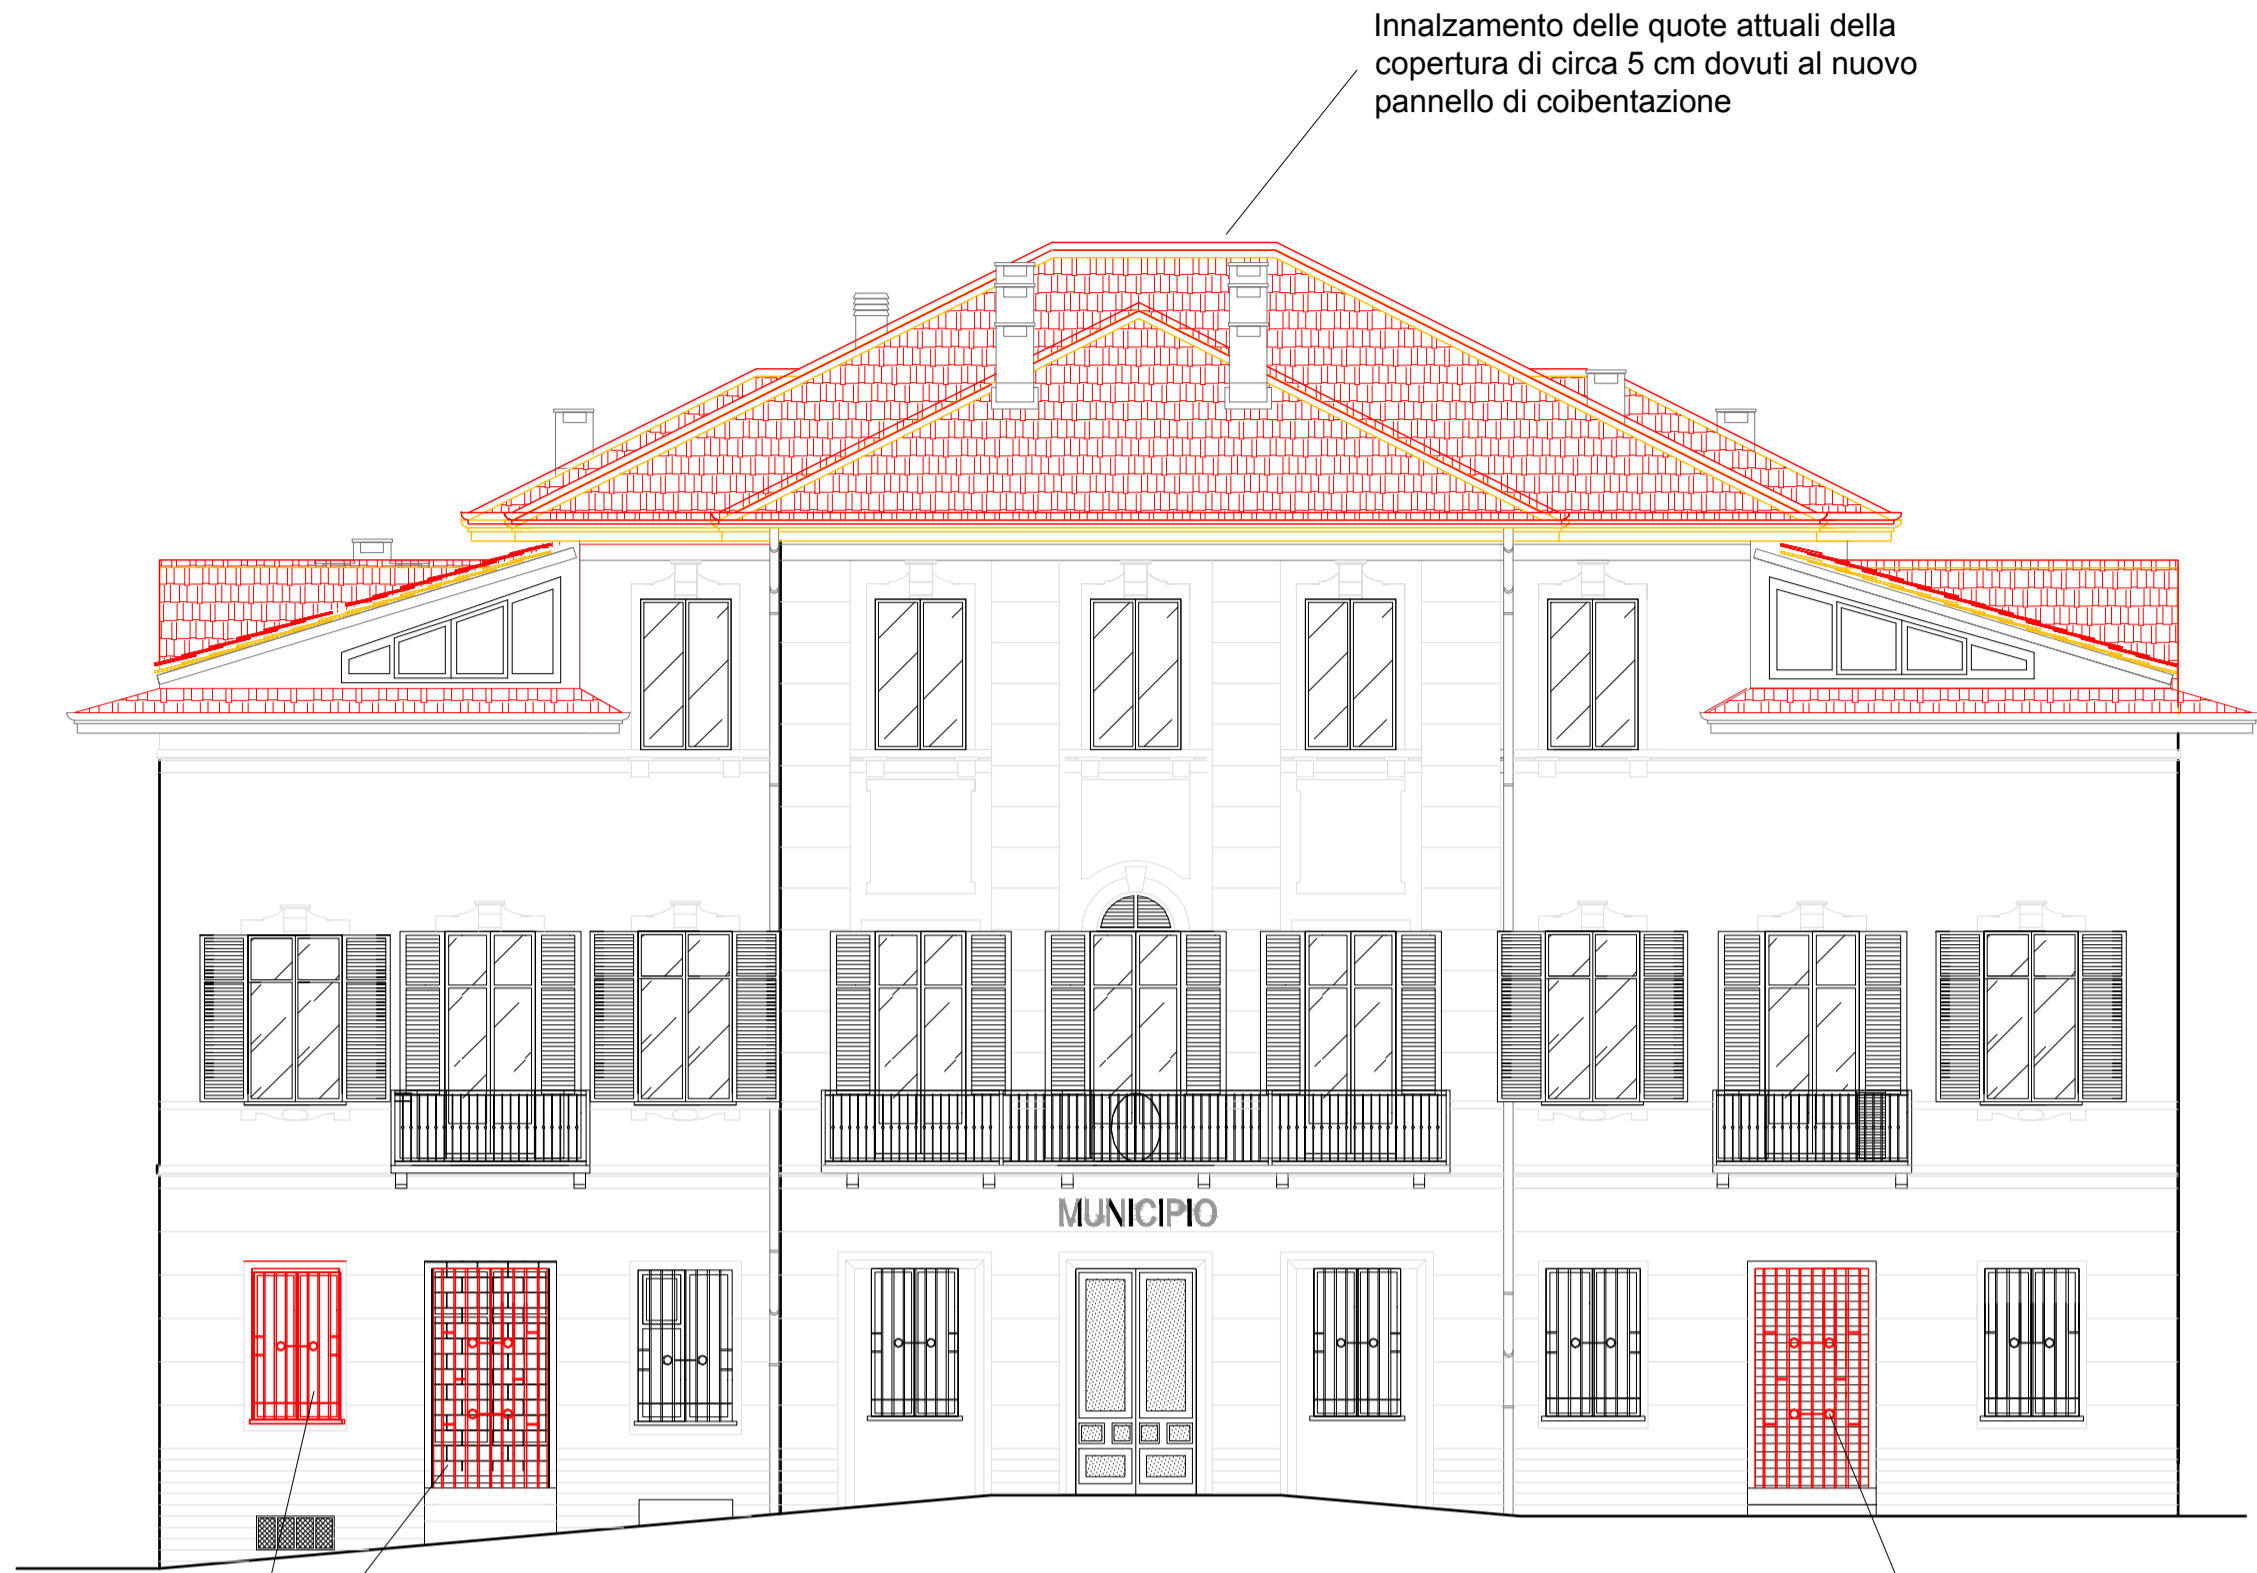 Innalzamento delle quote attuali della
copertura di circa 5 cm dovuti al nuovo
pannello di coibentazione
MUNICIPIO